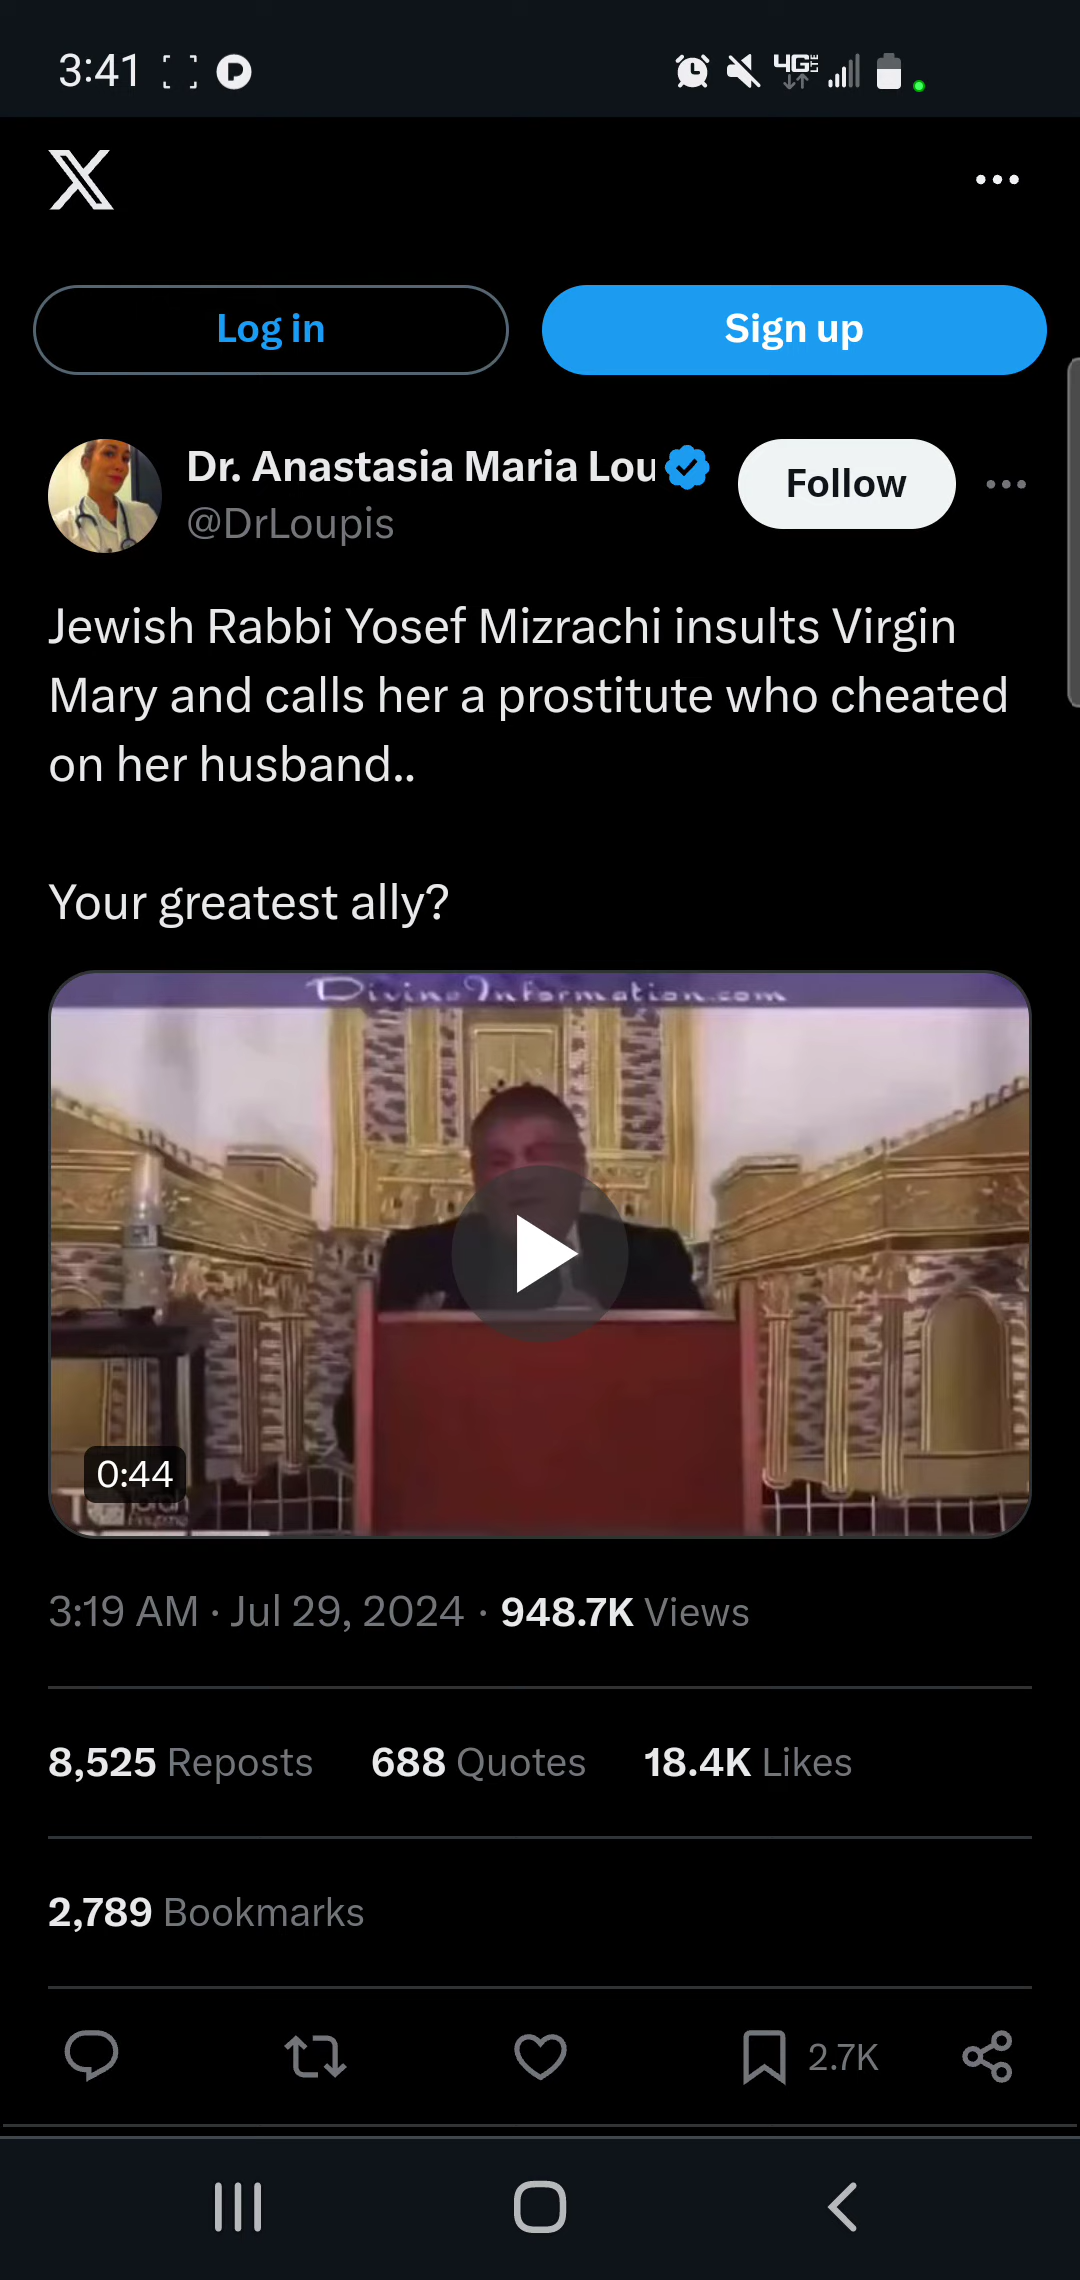 3:41
4G LTE
Log in
Sign up
Dr. Anastasia Maria Lou
@DrLoupis
Follow
Jewish Rabbi Yosef Mizrachi insults Virgin
Mary and calls her a prostitute who cheated
on her husband..
Your greatest ally?
DivineInformation.com
0:44
3:19 AM · Jul 29, 2024 · 948.7K Views
8,525 Reposts 688 Quotes 18.4K Likes
2,789 Bookmarks
2.7K